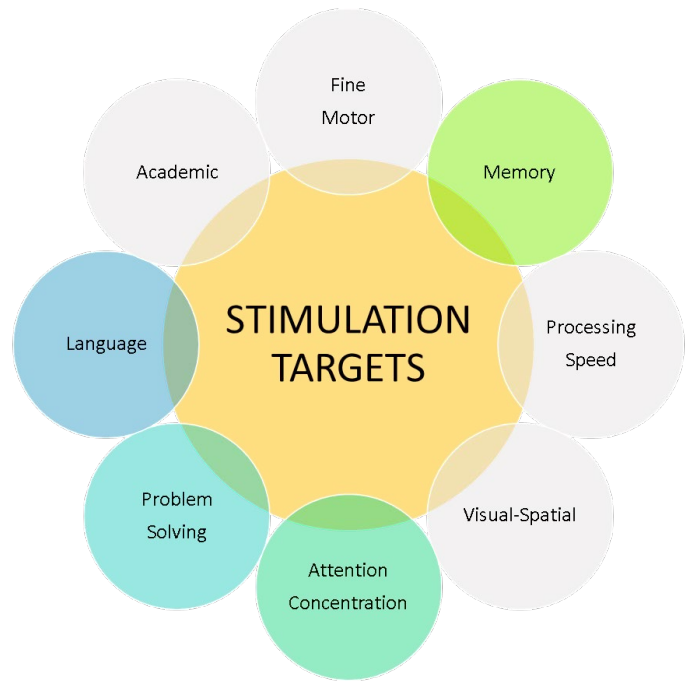 Fine
Motor
Memory
Processing
Speed
Visual-Spatial
Attention
Concentration
Problem
Solving
Language
Academic
STIMULATION
TARGETS